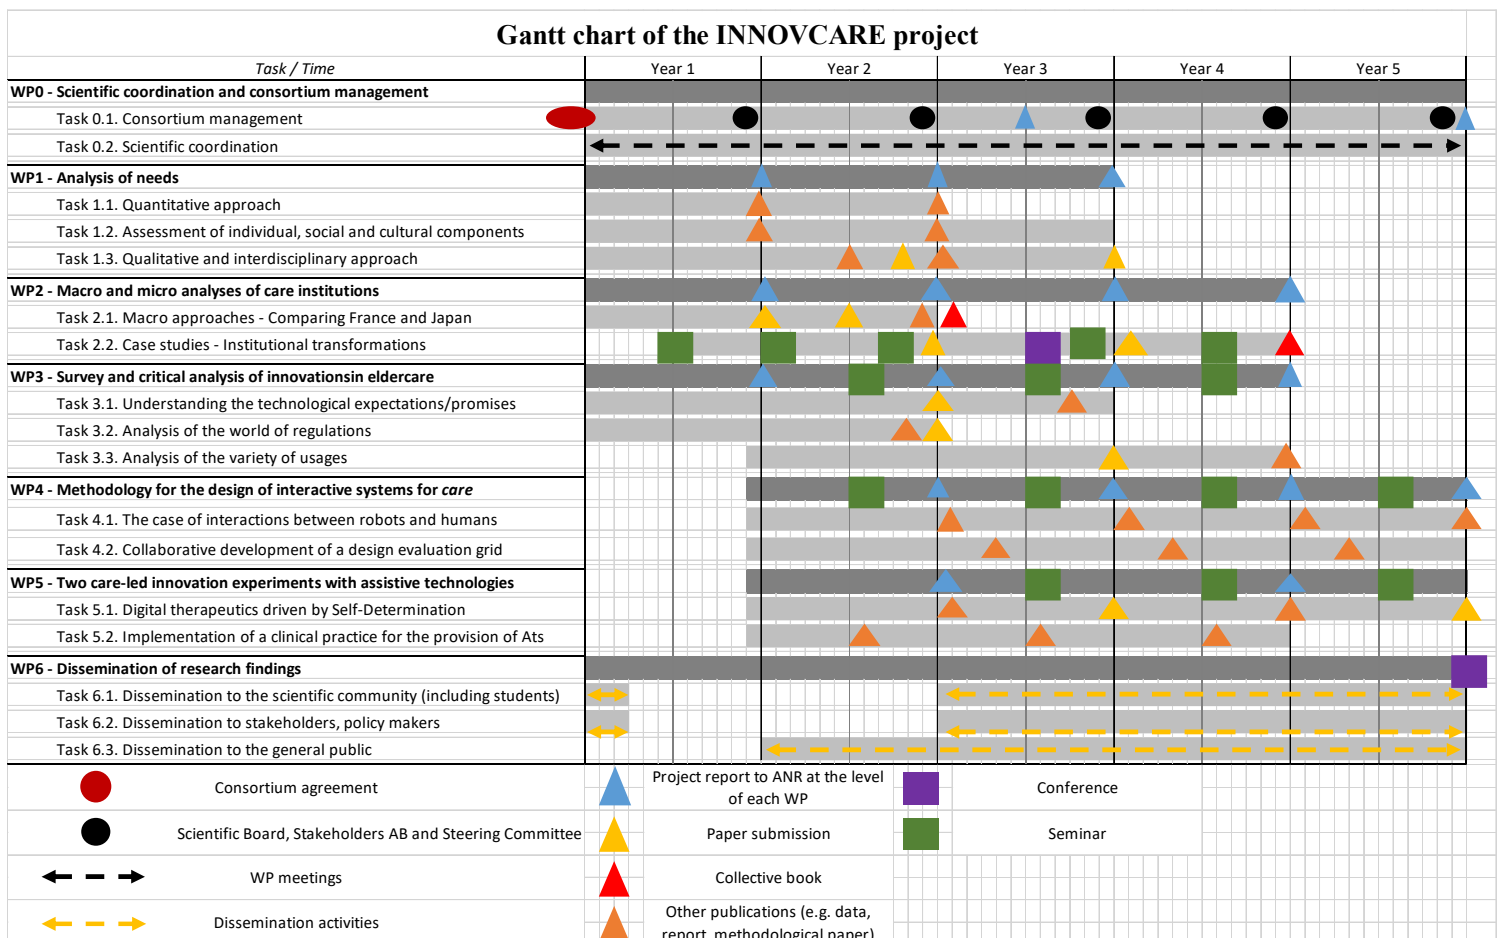 Gantt chart of the INNOVCARE project
Task / Time
Year 1
Year 2
Year 3
Year 4
Year 5
WP0 - Scientific coordination and consortium management
Task 0.1. Consortium management
Task 0.2. Scientific coordination
WP1 - Analysis of needs
Task 1.1. Quantitative approach
Task 1.2. Assessment of individual, social and cultural components
Task 1.3. Qualitative and interdisciplinary approach
WP2 - Macro and micro analyses of care institutions
Task 2.1. Macro approaches - Comparing France and Japan
Task 2.2. Case studies - Institutional transformations
WP3 - Survey and critical analysis of innovationsin eldercare
Task 3.1. Understanding the technological expectations/promises
Task 3.2. Analysis of the world of regulations
Task 3.3. Analysis of the variety of usages
WP4 - Methodology for the design of interactive systems for care
Task 4.1. The case of interactions between robots and humans
Task 4.2. Collaborative development of a design evaluation grid
WP5 - Two care-led innovation experiments with assistive technologies
Task 5.1. Digital therapeutics driven by Self-Determination
Task 5.2. Implementation of a clinical practice for the provision of Ats
WP6 - Dissemination of research findings
Task 6.1. Dissemination to the scientific community (including students)
Task 6.2. Dissemination to stakeholders, policy makers
Task 6.3. Dissemination to the general public
Consortium agreement
Project report to ANR at the level
of each WP
Conference
Scientific Board, Stakeholders AB and Steering Committee
Paper submission
Seminar
WP meetings
Collective book
Dissemination activities
Other publications (e.g. data,
report, methodological paper)